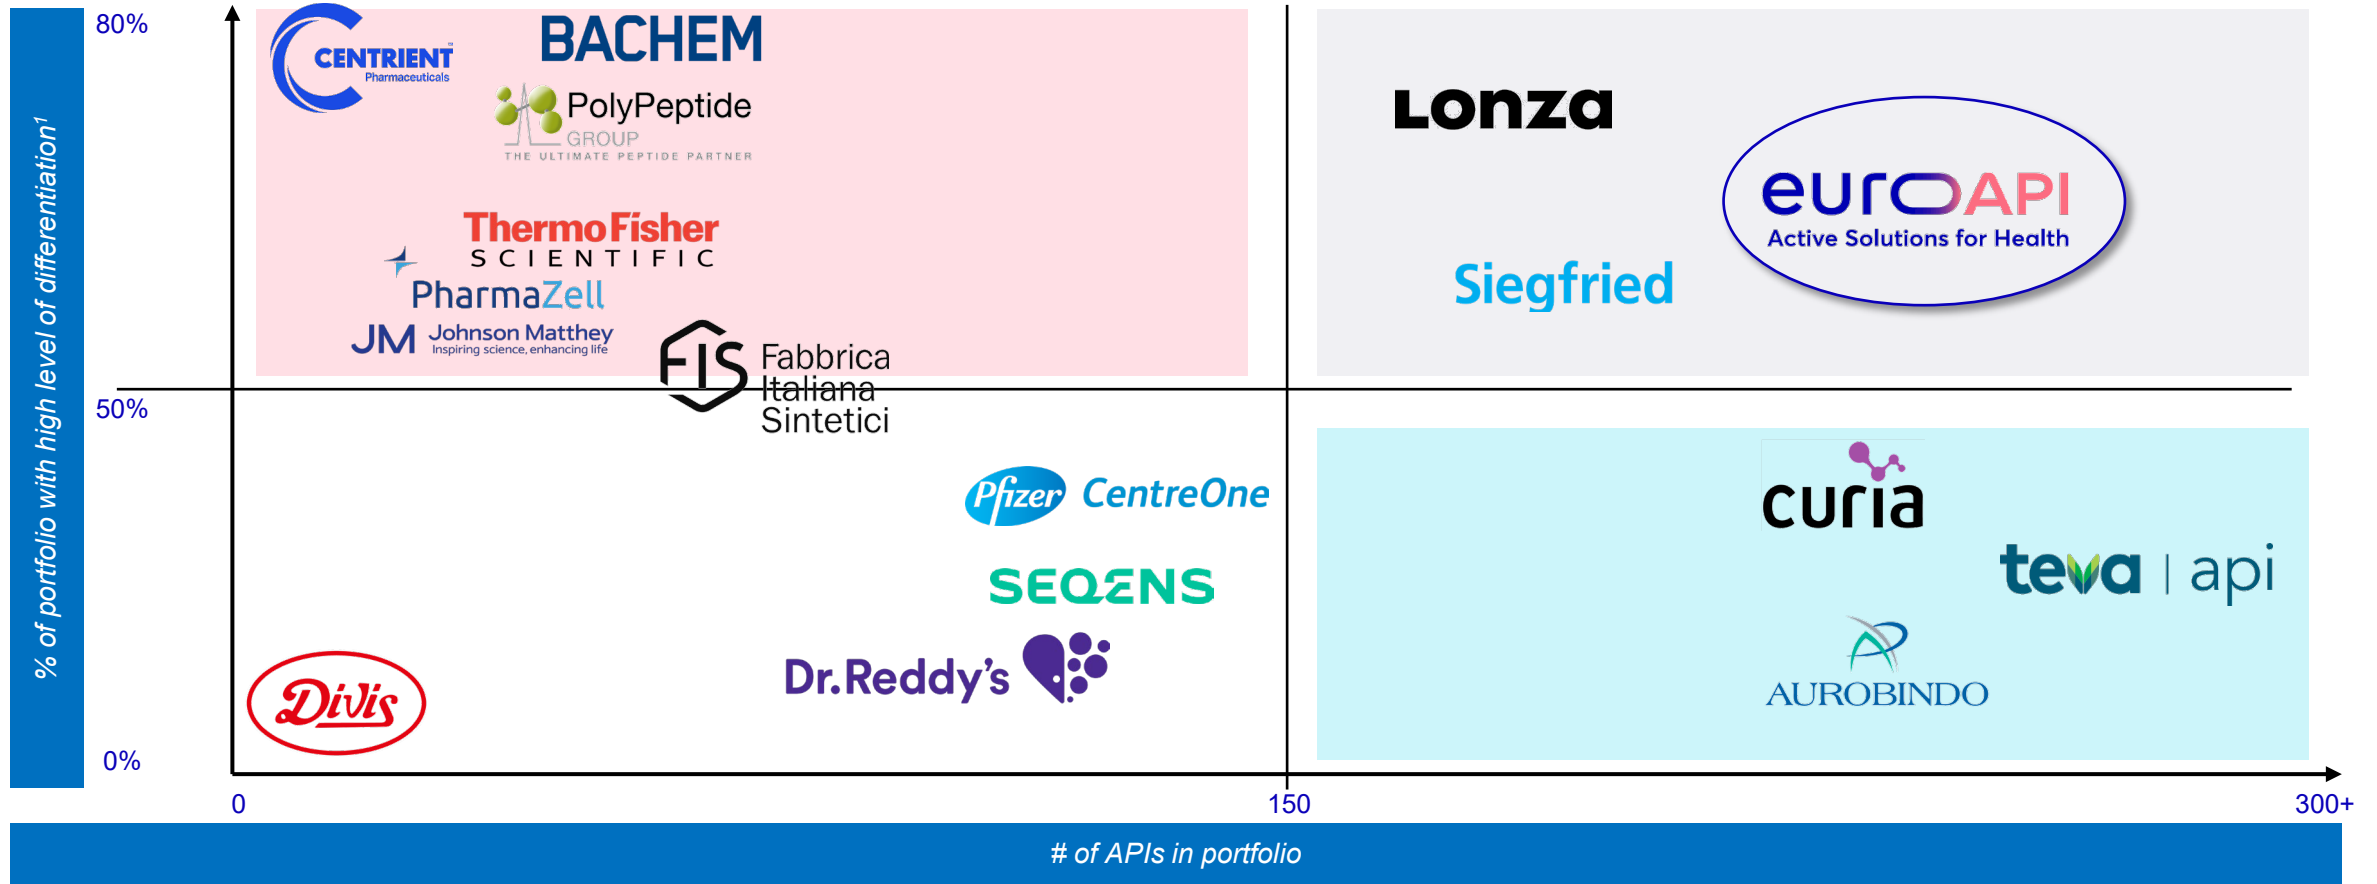 80%
CENTRIENT
Pharmaceuticals
BACHEM
PolyPeptide
GROUP
THE ULTIMATE PEPTIDE PARTNER
Lonza
euroAPI
Active Solutions for Health
ThermoFisher
SCIENTIFIC
Siegfried
PharmaZell
JM Johnson Matthey
Inspiring science, enhancing life
FIS Fabbrica
Italiana
Sintetici
% of portfolio with high level of differentiation¹
50%
Pfizer CentreOne
curia
SEQENS
teva | api
Dr.Reddy's
Divis
AUROBINDO
0%
0
150
300+
# of APIs in portfolio